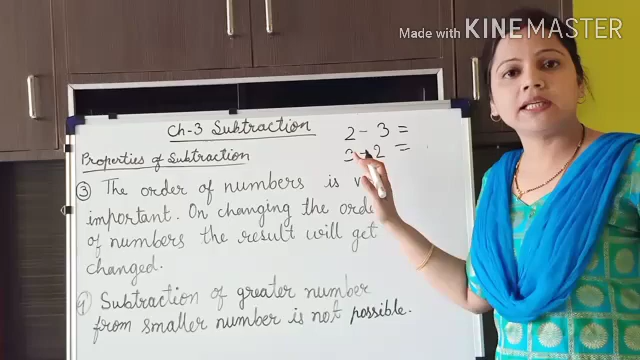 Made with KINEMASTER
Ch-3 Subtraction
2 - 3 =
3 - 2 =
Properties of Subtraction
③ The order of numbers is
important. On changing the
of numbers the result will get
changed.
④ Subtraction of greater number
from smaller number is not possible.